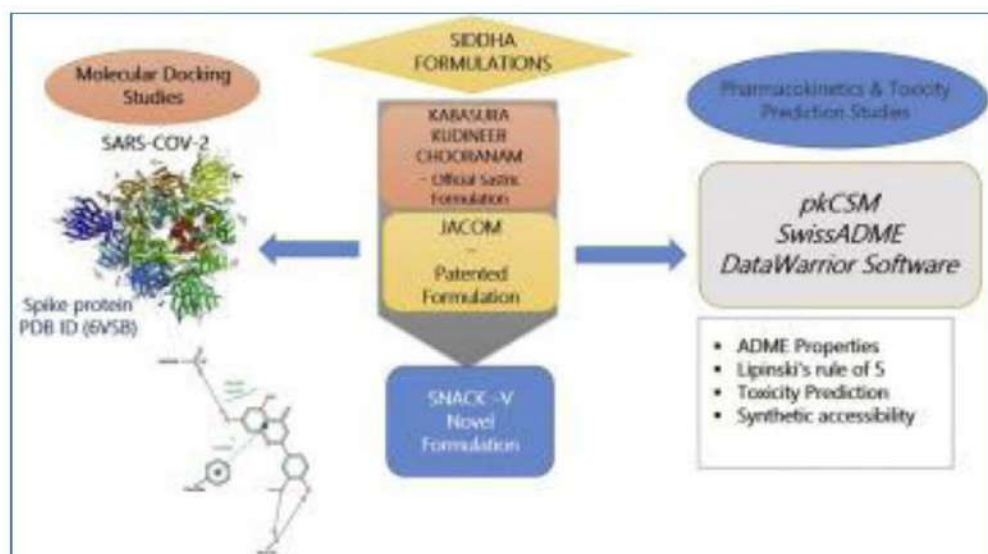 SIDDHA
FORMULATIONS
Molecular Docking
Studies
SARS-COV-2
Spike protein
PDB ID (6VSB)
KABASURA
KUDINEER
CHOORANAM
– Official Sastric
Formulation
JACOM
–
Patented
Formulation
SNACK –V
Novel
Formulation
Pharmacokinetics & Toxicity
Prediction Studies
pkCSM
SwissADME
DataWarrior Software
▪ ADME Properties
▪ Lipinski's rule of 5
▪ Toxicity Prediction
▪ Synthetic accessibility